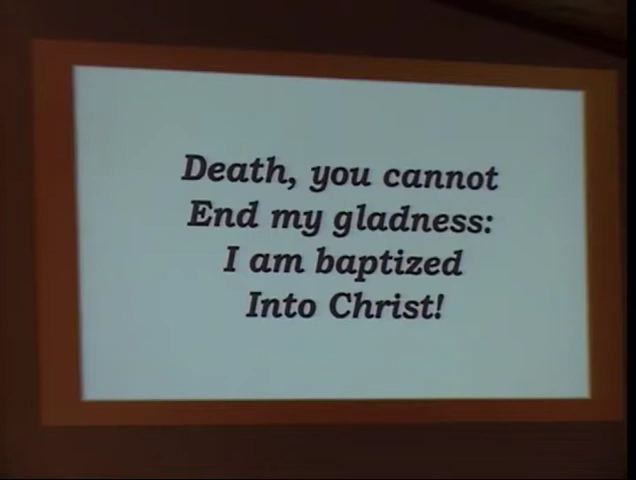 Death, you cannot
End my gladness:
I am baptized
Into Christ!